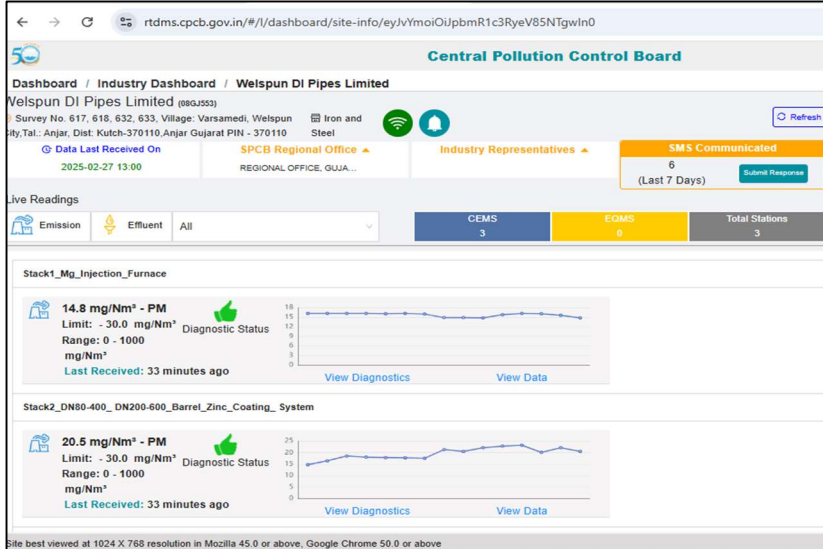 rtdms.cpcb.gov.in/#/l/dashboard/site-info/eyJvYmoiOiJpbmR1c3RyeV85NTgwIn0
Central Pollution Control Board
Dashboard / Industry Dashboard / Welspun DI Pipes Limited
Welspun DI Pipes Limited (08GJ553)
Survey No. 617, 618, 632, 633, Village: Varsamedi, Welspun
City,Tal.: Anjar, Dist: Kutch-370110,Anjar Gujarat PIN - 370110
Iron and
Steel
Refresh
Data Last Received On
2025-02-27 13:00
SPCB Regional Office
REGIONAL OFFICE, GUJA...
Industry Representatives
SMS Communicated
6
(Last 7 Days)
Submit Response
Live Readings
Emission
Effluent
All
CEMS
3
EQMS
0
Total Stations
3
Stack1_Mg_Injection_Furnace
14.8 mg/Nm³ - PM
Limit: - 30.0 mg/Nm³
Range: 0 - 1000
mg/Nm³
Last Received: 33 minutes ago
Diagnostic Status
18
15
12
9
6
3
0
View Diagnostics
View Data
Stack2_DN80-400_ DN200-600_Barrel_Zinc_Coating_ System
20.5 mg/Nm³ - PM
Limit: - 30.0 mg/Nm³
Range: 0 - 1000
mg/Nm³
Last Received: 33 minutes ago
Diagnostic Status
25
20
15
10
5
0
View Diagnostics
View Data
Site best viewed at 1024 X 768 resolution in Mozilla 45.0 or above, Google Chrome 50.0 or above